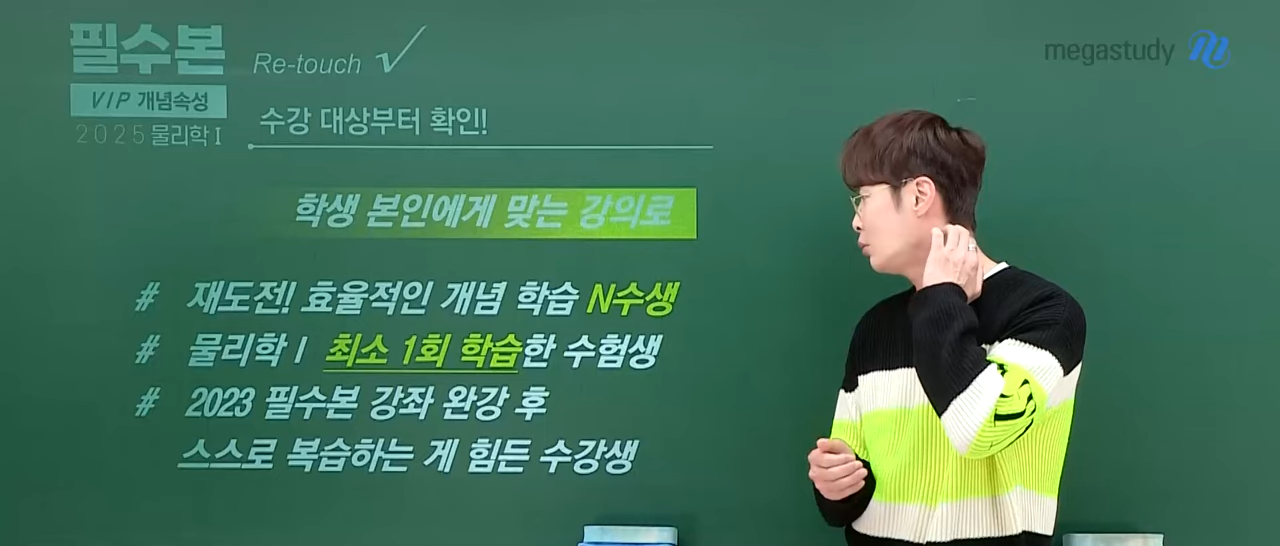 필수본
Re-touch
megastudy
VIP 개념속성
2025 물리학 I
수강 대상부터 확인!
학생 본인에게 맞는 강의로
# 재도전! 효율적인 개념 학습 N수생
# 물리학 I 최소 1회 학습한 수험생
# 2023 필수본 강좌 완강 후
스스로 복습하는 게 힘든 수강생